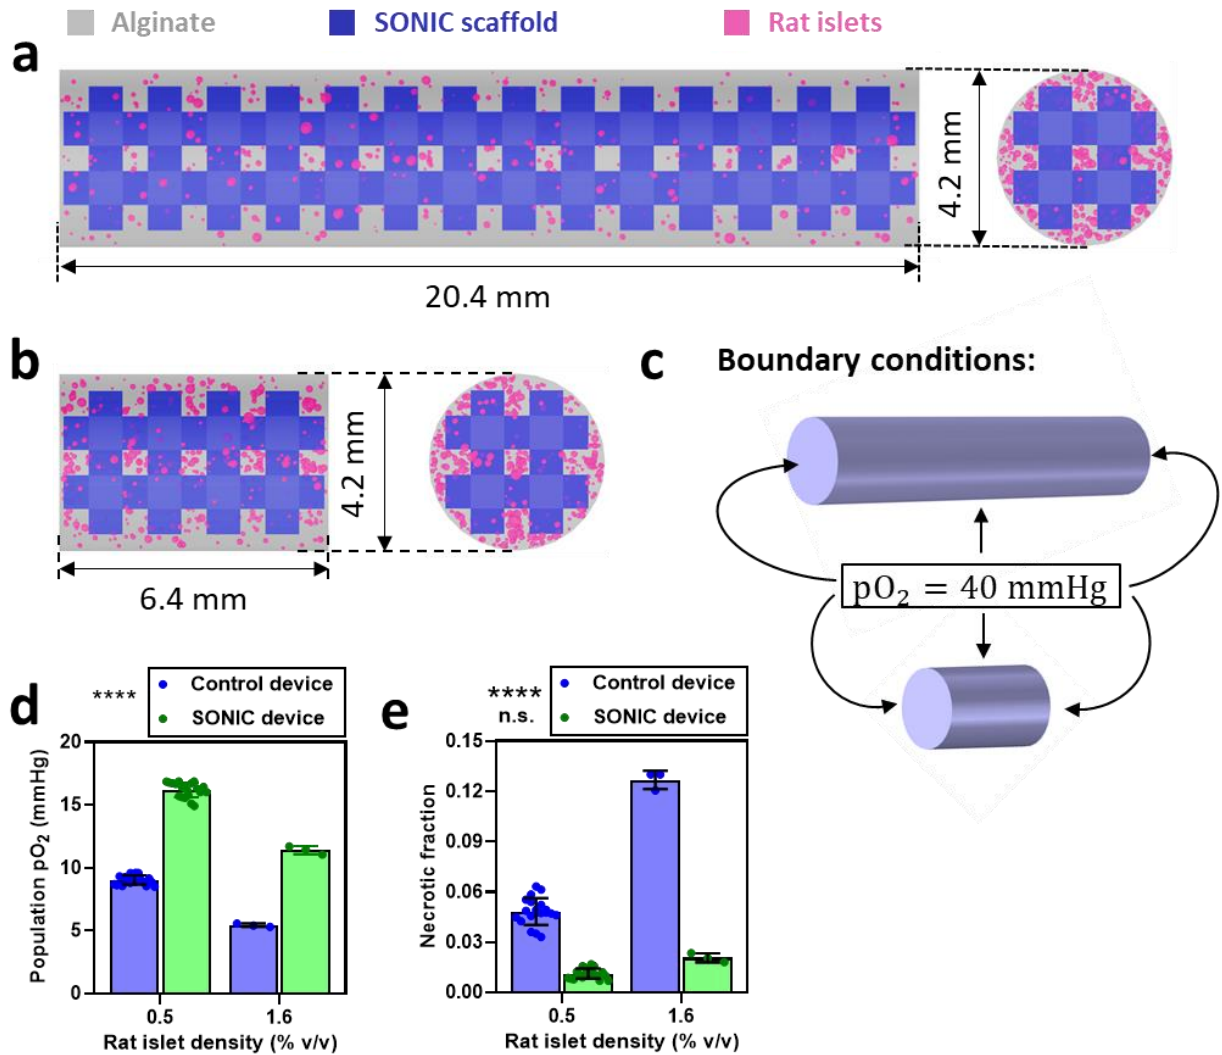 Alginate
SONIC scaffold
Rat islets
a
4.2 mm
20.4 mm
b
4.2 mm
6.4 mm
c
Boundary conditions:
pO₂ = 40 mmHg
d
****
Control device
SONIC device
Population pO₂ (mmHg)
20
15
10
5
0
0.5
1.6
Rat islet density (% v/v)
e
****
n.s.
Control device
SONIC device
Necrotic fraction
0.15
0.12
0.09
0.06
0.03
0.00
0.5
1.6
Rat islet density (% v/v)